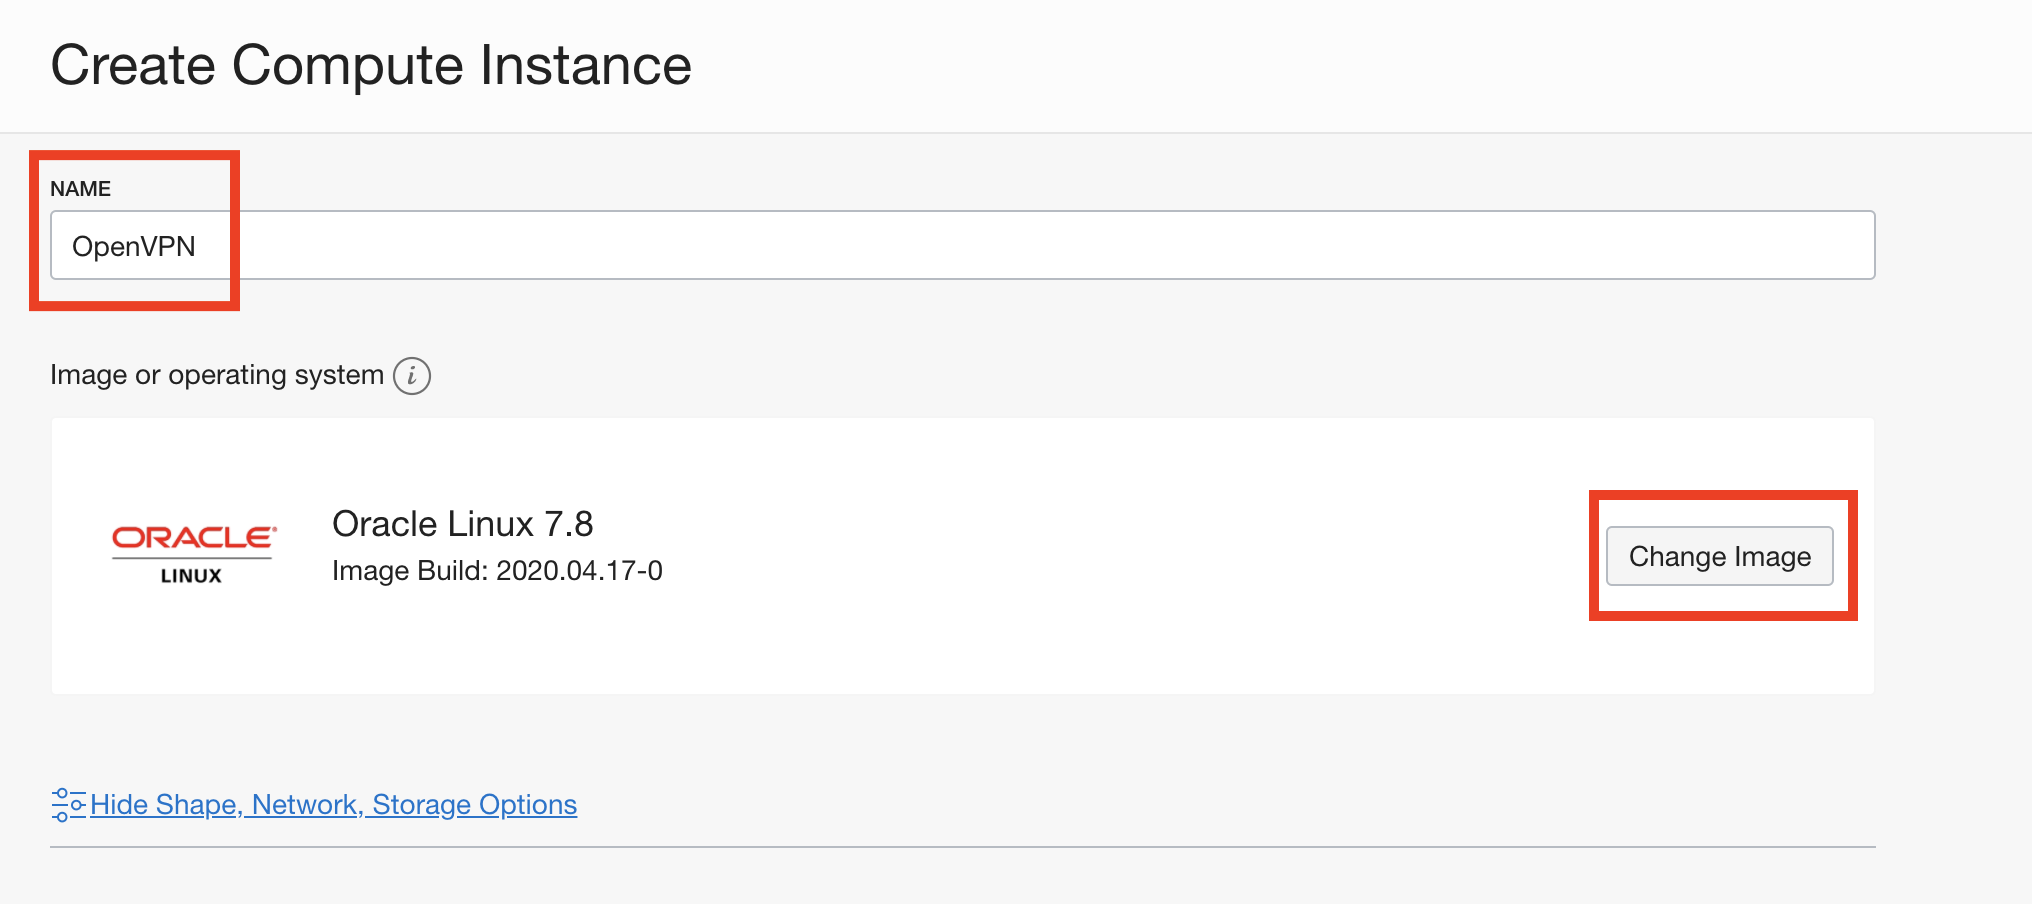 Create Compute Instance
NAME
OpenVPN
Image or operating system i
ORACLE
LINUX
Oracle Linux 7.8
Image Build: 2020.04.17-0
Change Image
Hide Shape, Network, Storage Options